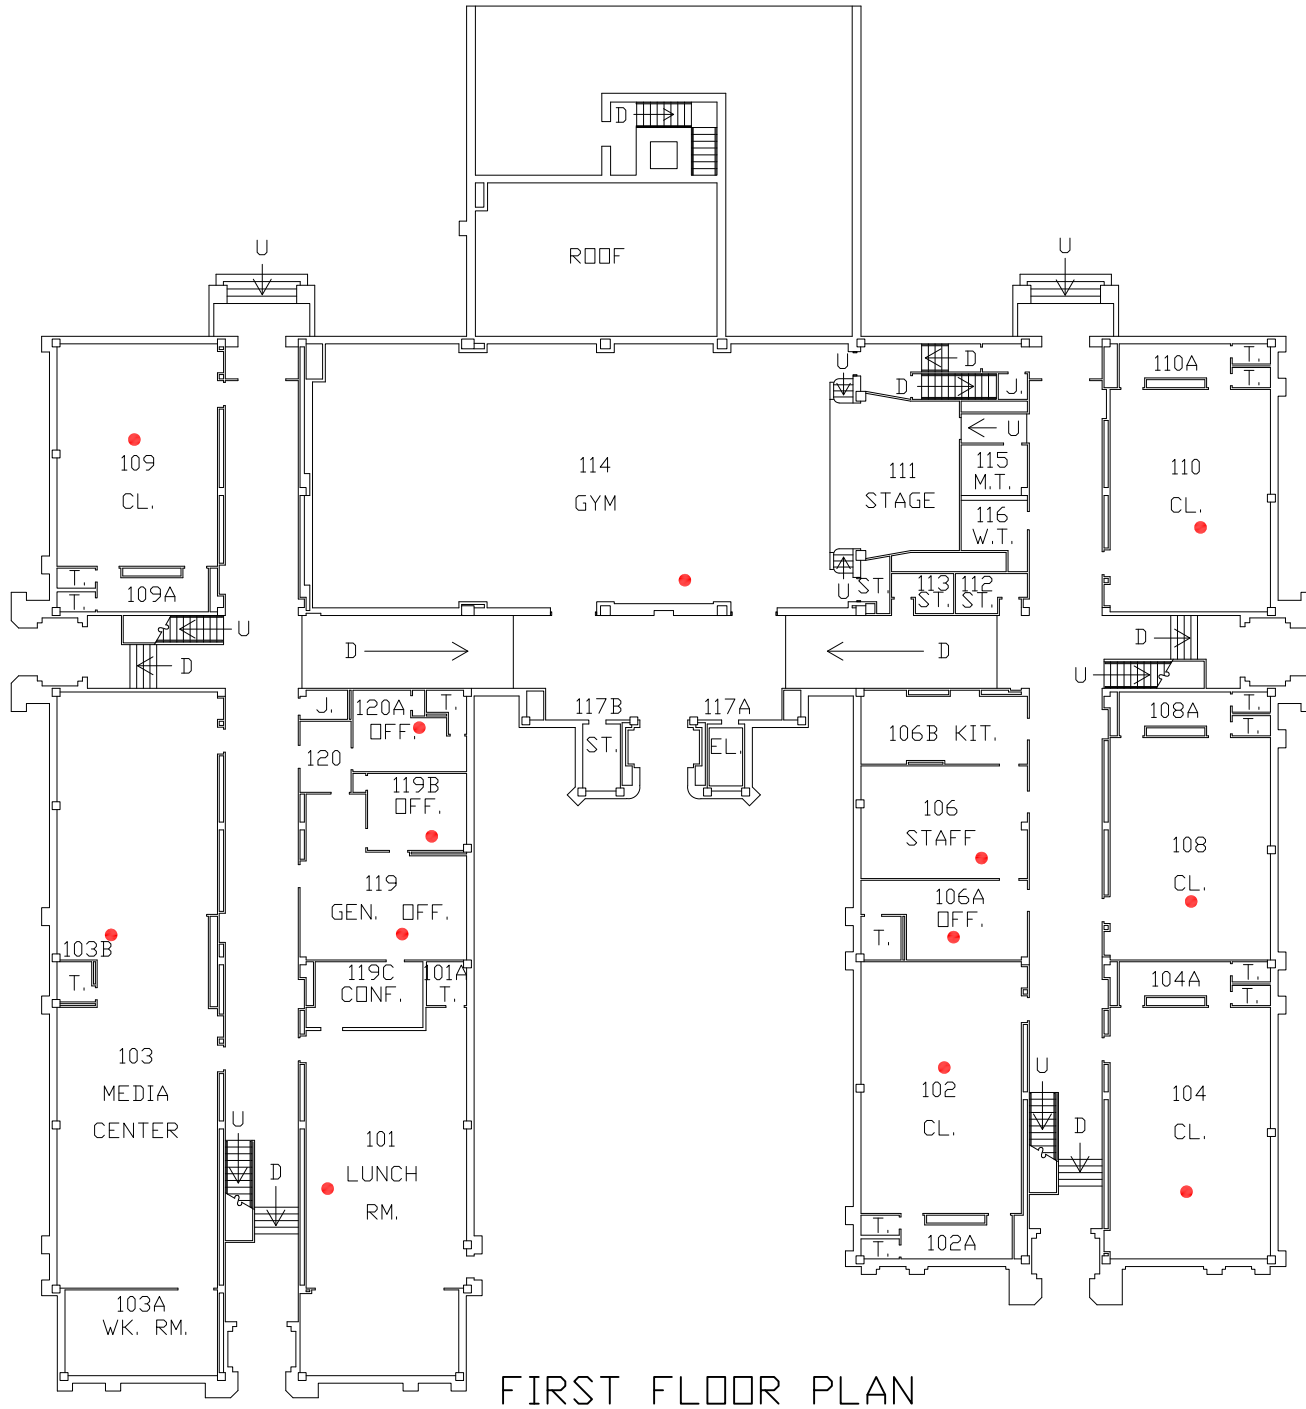 D
ROOF
U
U
U
D
D
J.
110A
T.
T.
109
CL.
114
GYM
111
STAGE
U
115
M.T.
116
W.T.
110
CL.
T.
T.
109A
U
ST.
113
ST.
112
ST.
U
D
D
D
D
U
J.
120A
OFF.
T.
117B
ST.
117A
EL.
106B KIT.
108A
T.
T.
120
119B
OFF.
106
STAFF
108
CL.
119
GEN. OFF.
106A
OFF.
T.
103B
T.
119C
CONF.
101A
T.
104A
T.
T.
103
MEDIA
CENTER
U
D
101
LUNCH
RM.
102
CL.
U
D
104
CL.
T.
T.
102A
103A
WK. RM.
FIRST FLOOR PLAN